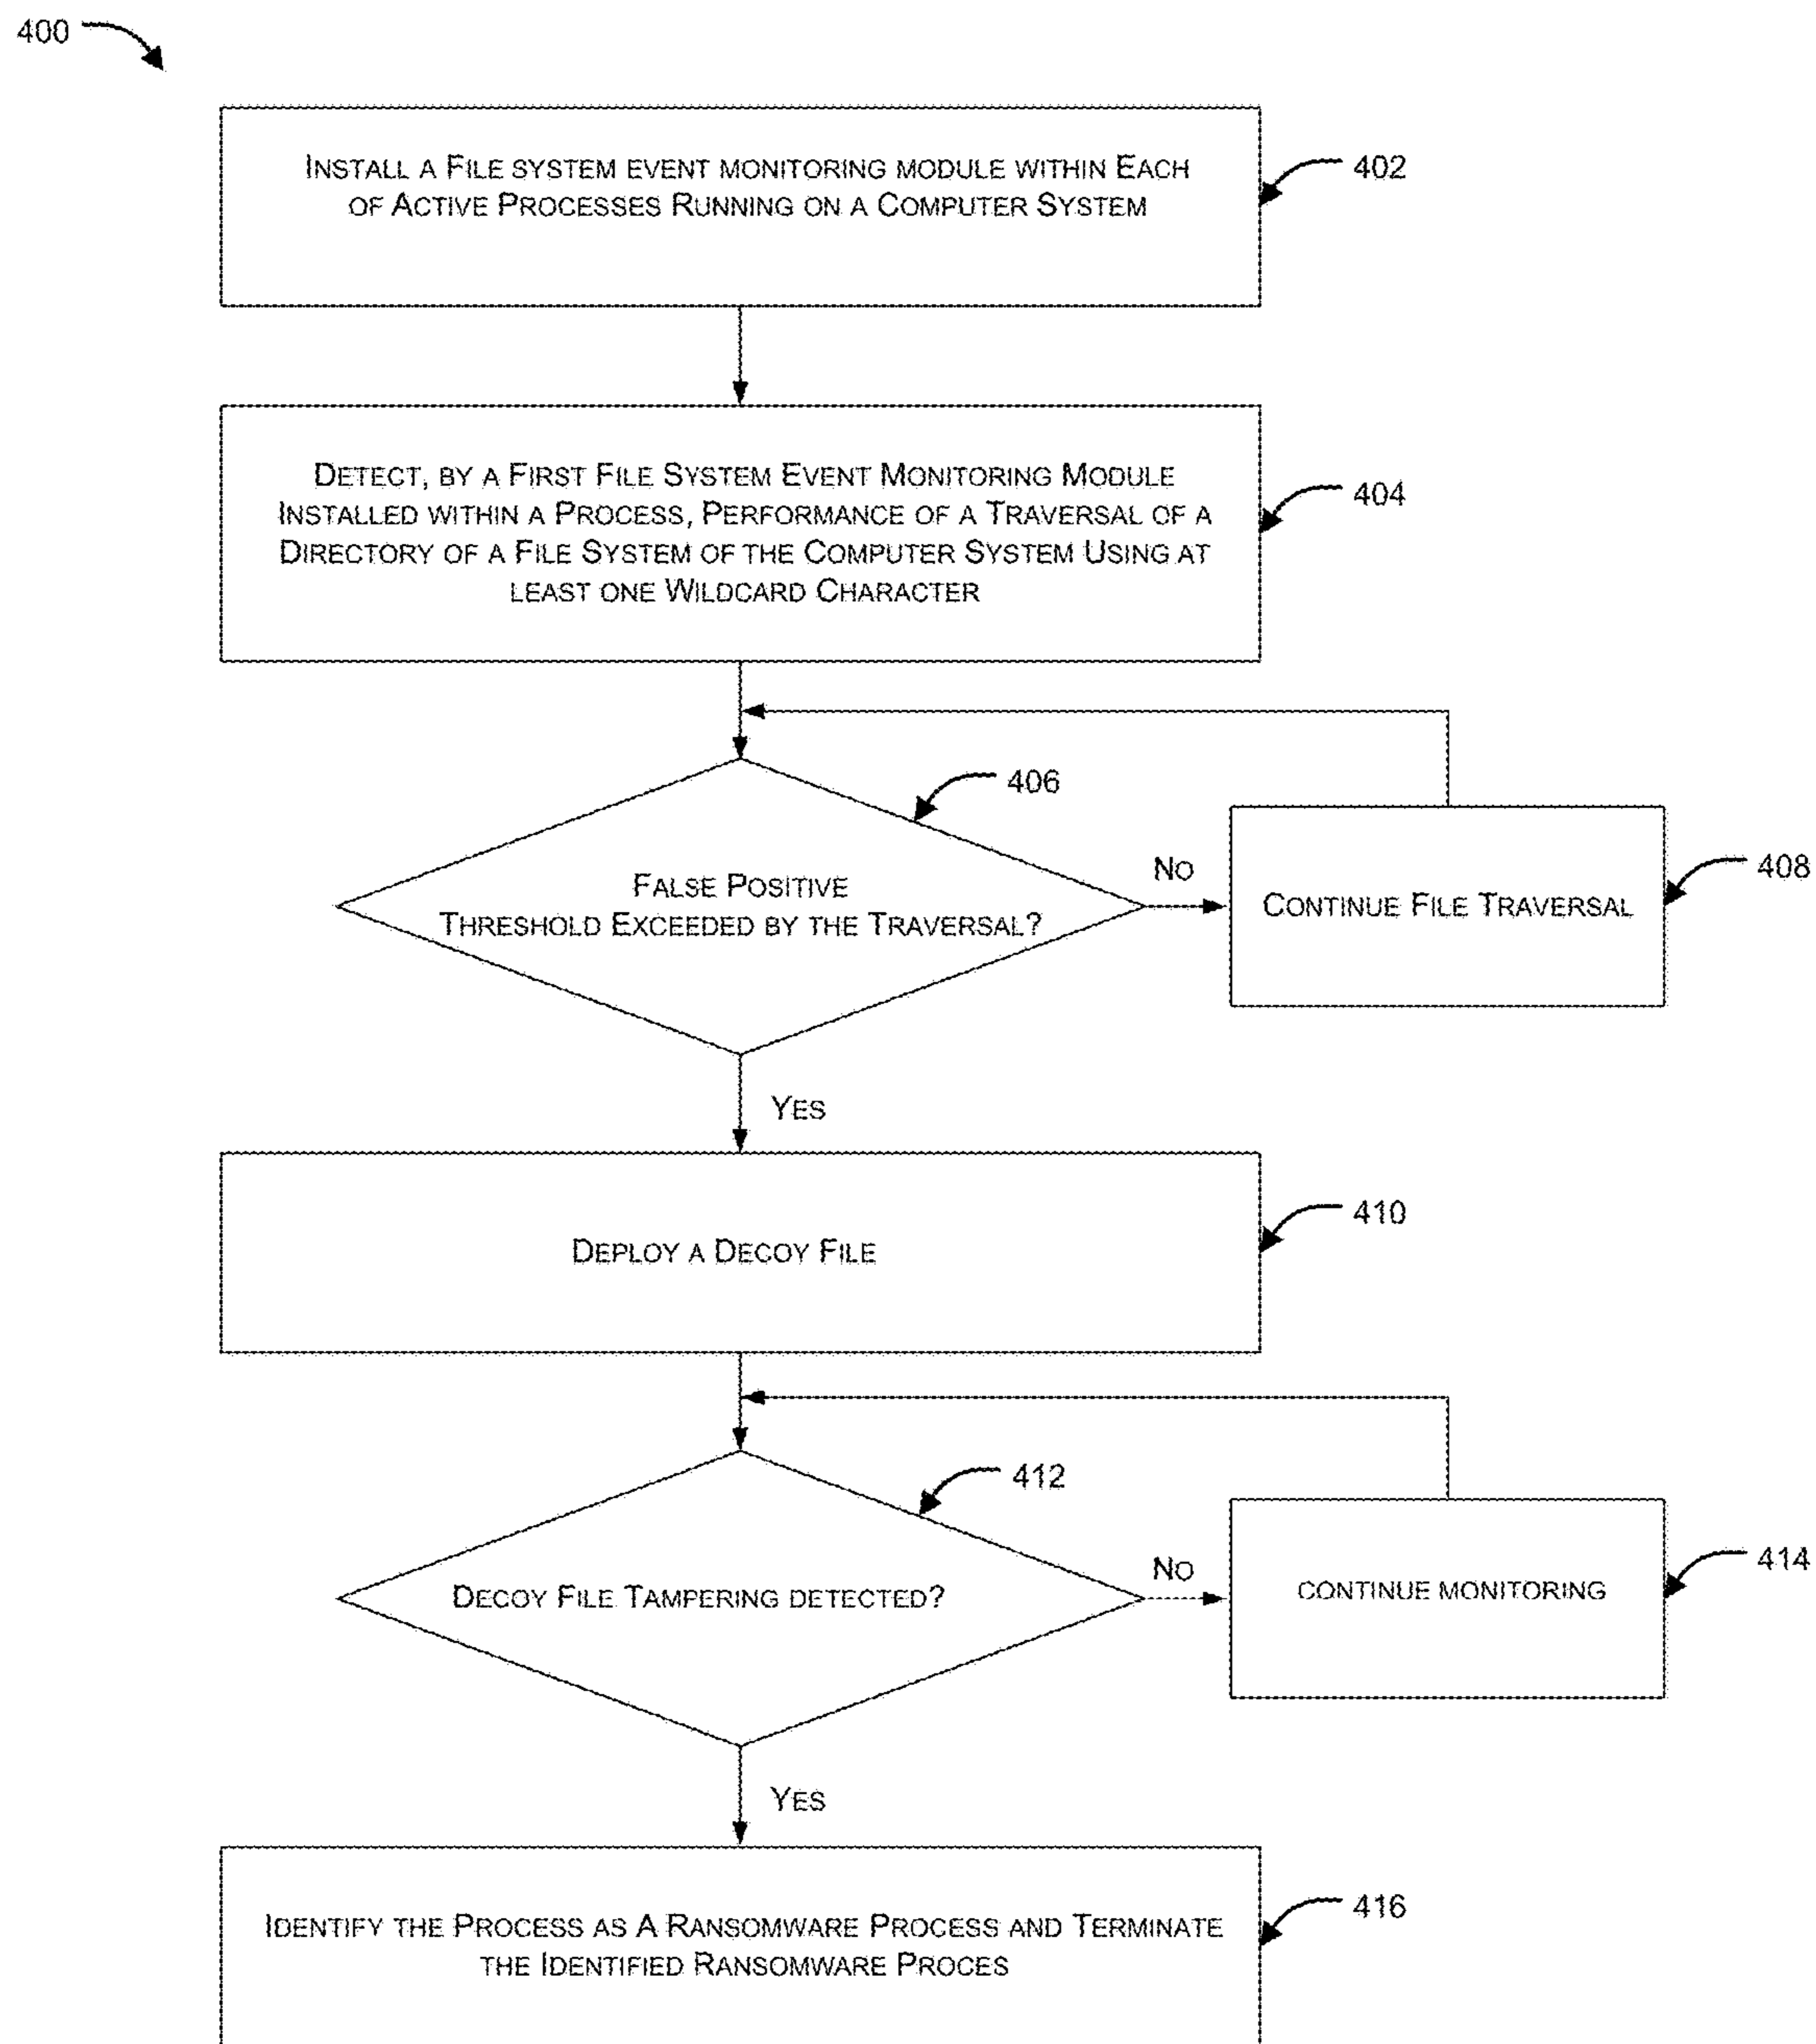 400
INSTALL A FILE SYSTEM EVENT MONITORING MODULE WITHIN EACH
OF ACTIVE PROCESSES RUNNING ON A COMPUTER SYSTEM
402
DETECT, BY A FIRST FILE SYSTEM EVENT MONITORING MODULE
INSTALLED WITHIN A PROCESS, PERFORMANCE OF A TRAVERSAL OF A
DIRECTORY OF A FILE SYSTEM OF THE COMPUTER SYSTEM USING AT
LEAST ONE WILDCARD CHARACTER
404
406
FALSE POSITIVE
THRESHOLD EXCEEDED BY THE TRAVERSAL?
NO
CONTINUE FILE TRAVERSAL
408
YES
DEPLOY A DECOY FILE
410
412
DECOY FILE TAMPERING DETECTED?
NO
CONTINUE MONITORING
414
YES
IDENTIFY THE PROCESS AS A RANSOMWARE PROCESS AND TERMINATE
THE IDENTIFIED RANSOMWARE PROCES
416